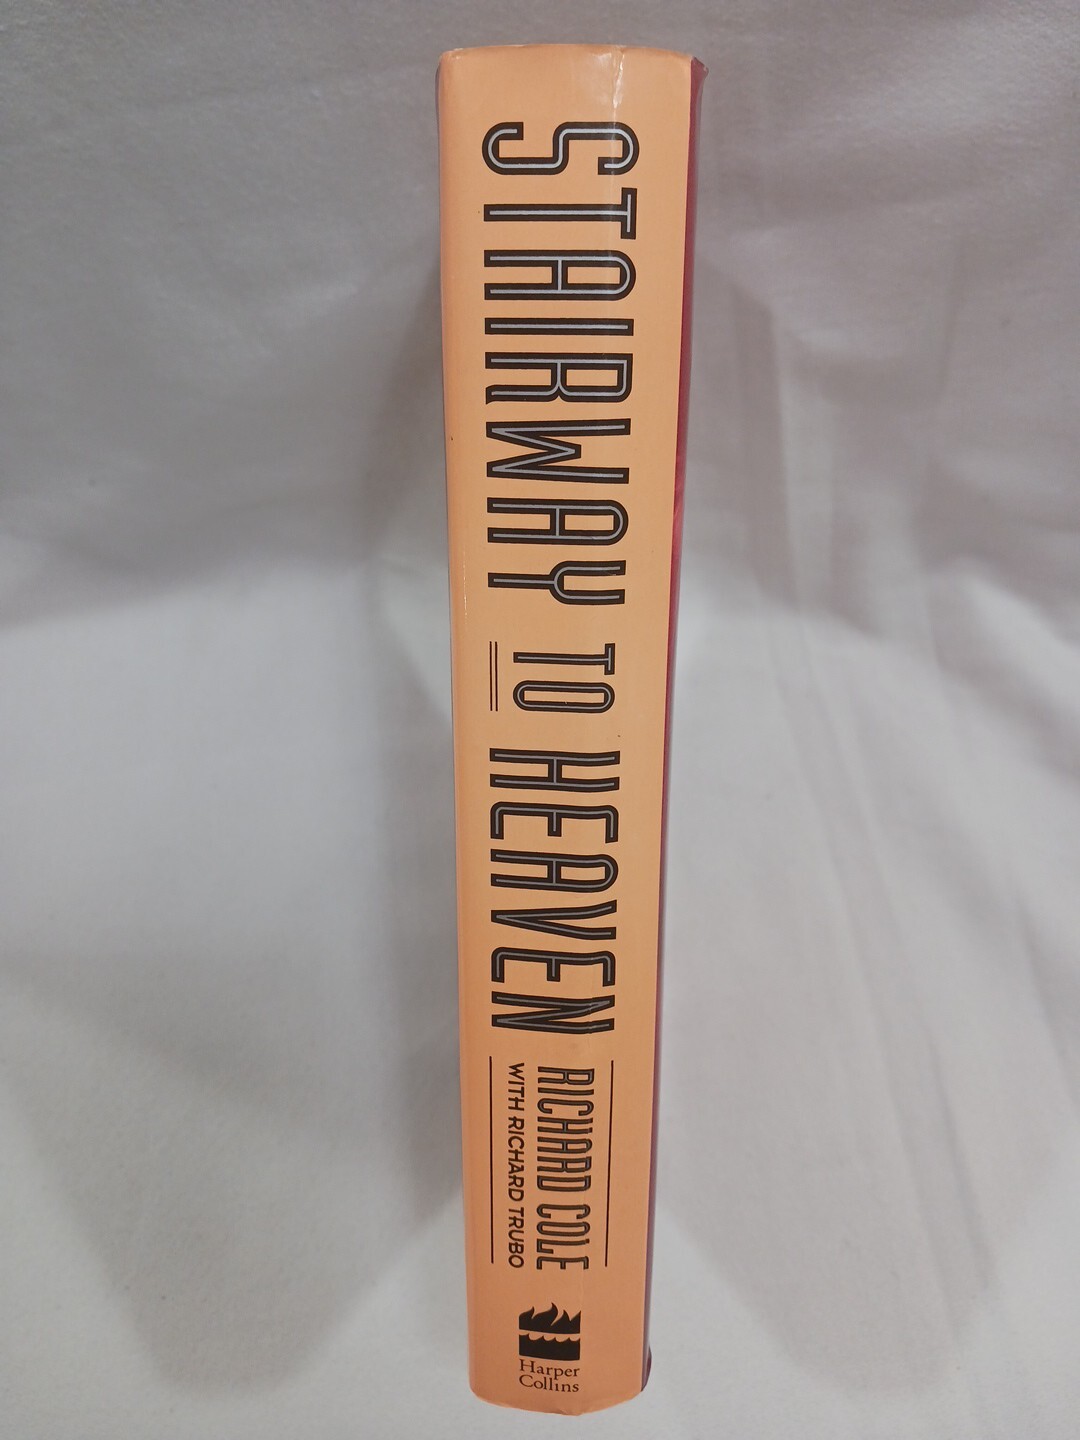 STAIRWAY TO HEAVEN
RICHARD COLE
WITH RICHARD TRUBO
Harper
Collins